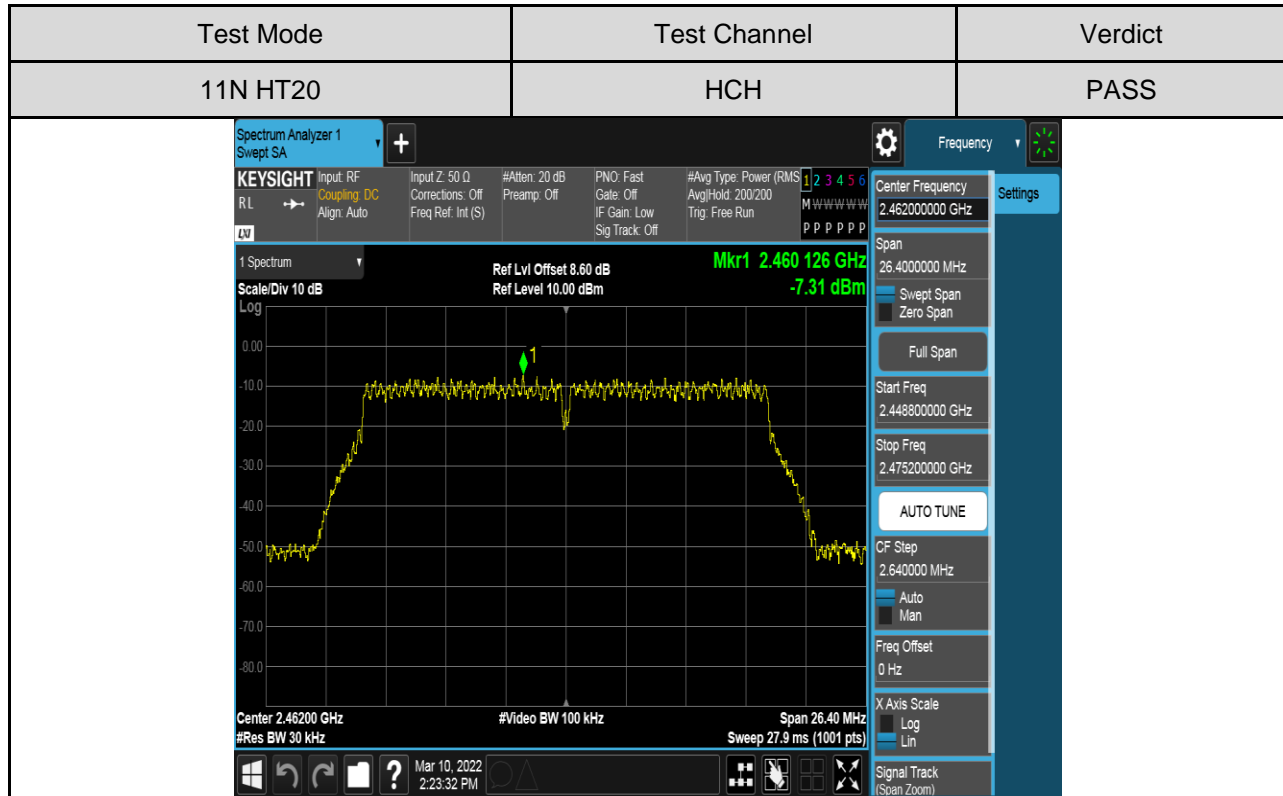 Test Mode Test Channel Verdict
11N HT20 HCH PASS
Spectrum Analyzer 1
Swept SA
+
Frequency
KEYSIGHT Input: RF Input Z: 50 Ω #Atten: 20 dB PNO: Fast #Avg Type: Power (RMS 1 2 3 4 5 6
RL Coupling: DC Corrections: Off Preamp: Off Gate: Off Avg|Hold: 200/200 M W W W W W
Align: Auto Freq Ref: Int (S) IF Gain: Low Trig: Free Run
LXI Sig Track: Off P P P P P P
1 Spectrum Ref Lvl Offset 8.60 dB Mkr1 2.460 126 GHz
Scale/Div 10 dB Ref Level 10.00 dBm -7.31 dBm
Log
1
0.00
-10.0
-20.0
-30.0
-40.0
-50.0
-60.0
-70.0
-80.0
Center 2.46200 GHz #Video BW 100 kHz Span 26.40 MHz
#Res BW 30 kHz Sweep 27.9 ms (1001 pts)
? Mar 10, 2022
2:23:32 PM
Center Frequency
2.462000000 GHz
Settings
Span
26.4000000 MHz
Swept Span
Zero Span
Full Span
Start Freq
2.448800000 GHz
Stop Freq
2.475200000 GHz
AUTO TUNE
CF Step
2.640000 MHz
Auto
Man
Freq Offset
0 Hz
X Axis Scale
Log
Lin
Signal Track
(Span Zoom)